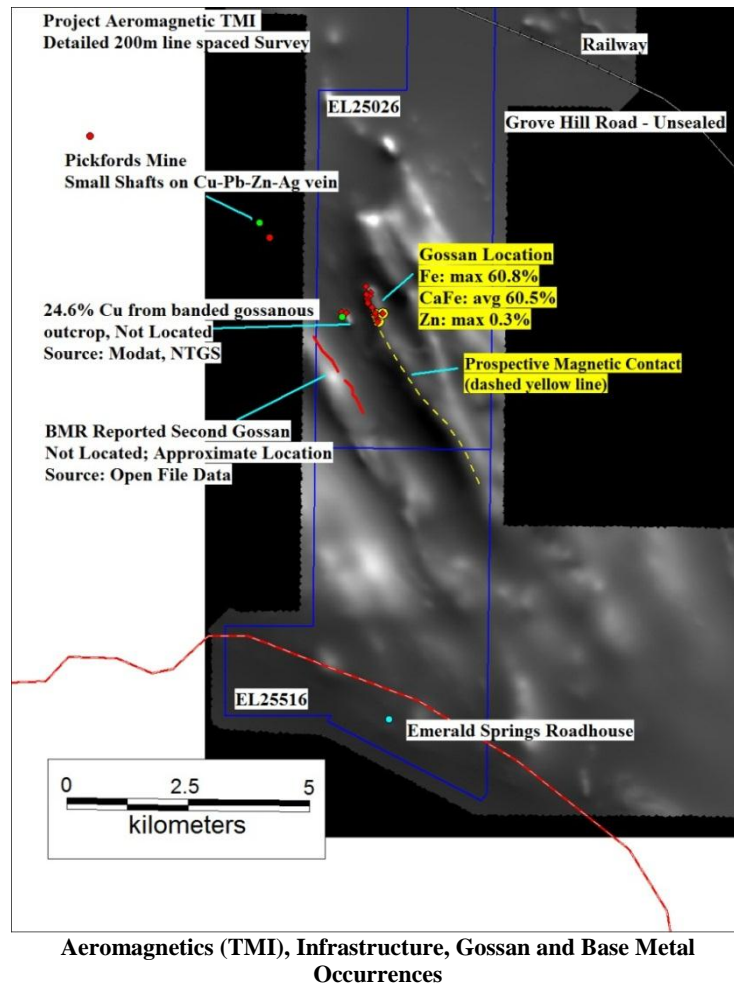 Project Aeromagnetic TMI
Detailed 200m line spaced Survey
Railway
EL25026
Grove Hill Road - Unsealed
Pickfords Mine
Small Shafts on Cu-Pb-Zn-Ag vein
Gossan Location
Fe: max 60.8%
CaFe: avg 60.5%
Zn: max 0.3%
24.6% Cu from banded gossanous
outcrop, Not Located
Source: Modat, NTGS
Prospective Magnetic Contact
(dashed yellow line)
BMR Reported Second Gossan
Not Located; Approximate Location
Source: Open File Data
EL25516
Emerald Springs Roadhouse
0 2.5 5
kilometers
Aeromagnetics (TMI), Infrastructure, Gossan and Base Metal
Occurrences